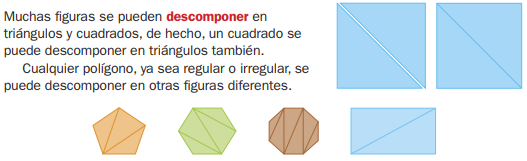 Muchas figuras se pueden descomponer en
triángulos y cuadrados, de hecho, un cuadrado se
puede descomponer en triángulos también.
Cualquier polígono, ya sea regular o irregular, se
puede descomponer en otras figuras diferentes.